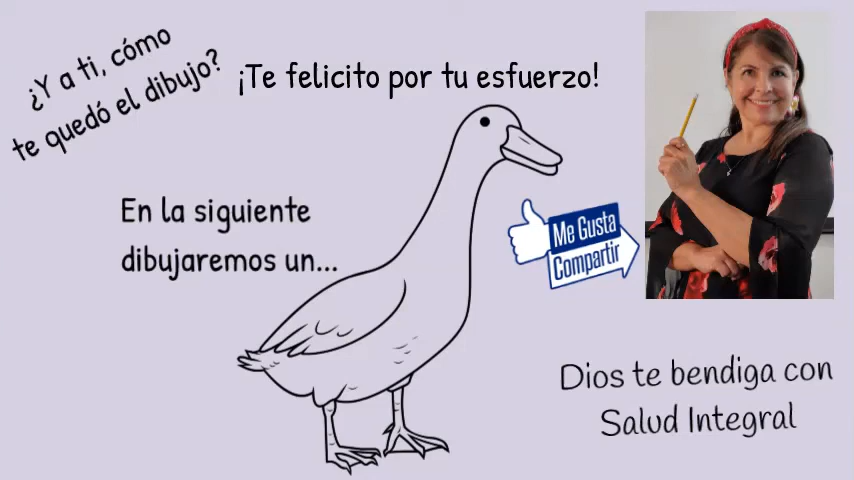 ¿Y a ti, cómo
te quedó el dibujo?
¡Te felicito por tu esfuerzo!
En la siguiente
dibujaremos un...
Me Gusta
Compartir
Dios te bendiga con
Salud Integral